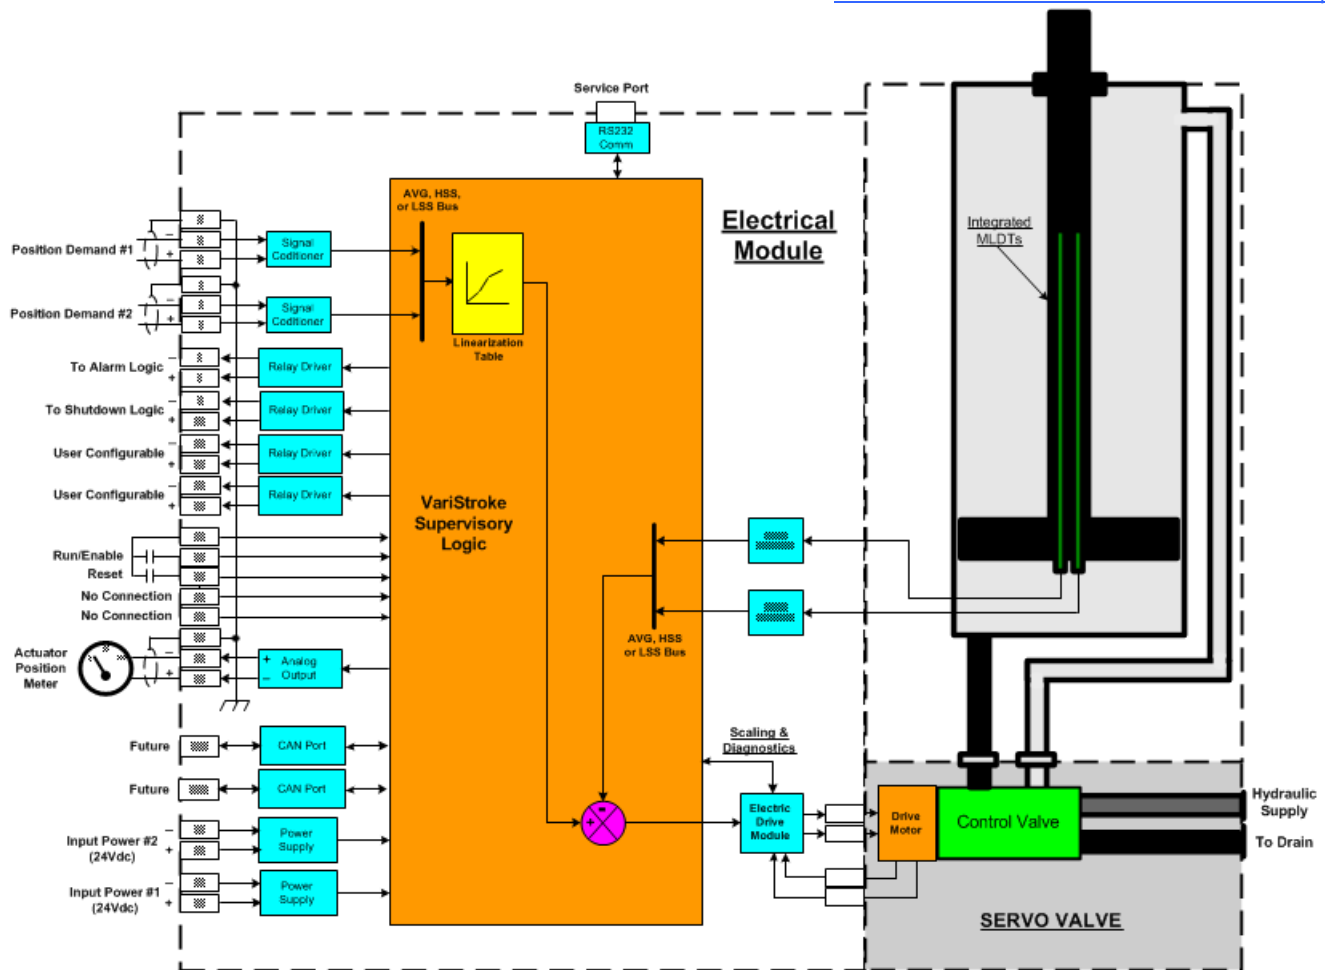 Service Port
RS232
Comm
AVG, HSS,
or LSS Bus
Electrical
Module
Integrated
MLDTs
Position Demand #1
Signal
Coditioner
Position Demand #2
Signal
Coditioner
Linearization
Table
To Alarm Logic
Relay Driver
To Shutdown Logic
Relay Driver
User Configurable
Relay Driver
User Configurable
Relay Driver
VariStroke
Supervisory
Logic
Run/Enable
Reset
No Connection
No Connection
AVG, HSS
or LSS Bus
Actuator
Position
Meter
Analog
Output
Future
CAN Port
Scaling &
Diagnostics
Future
CAN Port
Electric
Drive
Module
Drive
Motor
Control Valve
Hydraulic
Supply
To Drain
Input Power #2
(24Vdc)
Power
Supply
Input Power #1
(24Vdc)
Power
Supply
SERVO VALVE